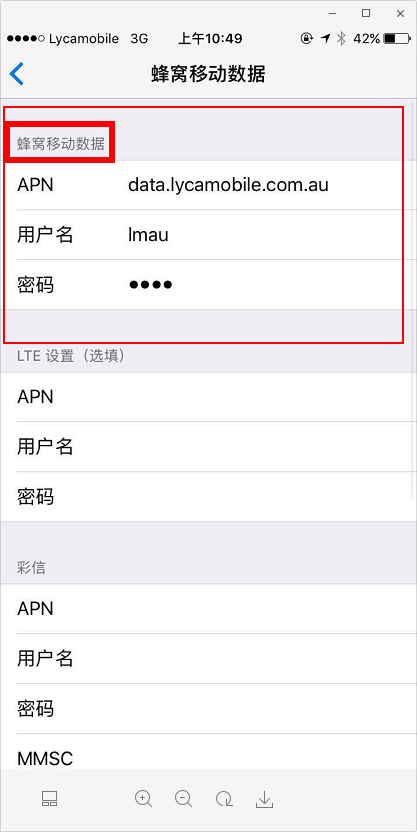 Lycamobile 3G 上午10:49 42%
蜂窝移动数据
蜂窝移动数据
APN data.lycamobile.com.au
用户名 lmau
密码 ●●●●
LTE 设置（选填）
APN
用户名
密码
彩信
APN
用户名
密码
MMSC